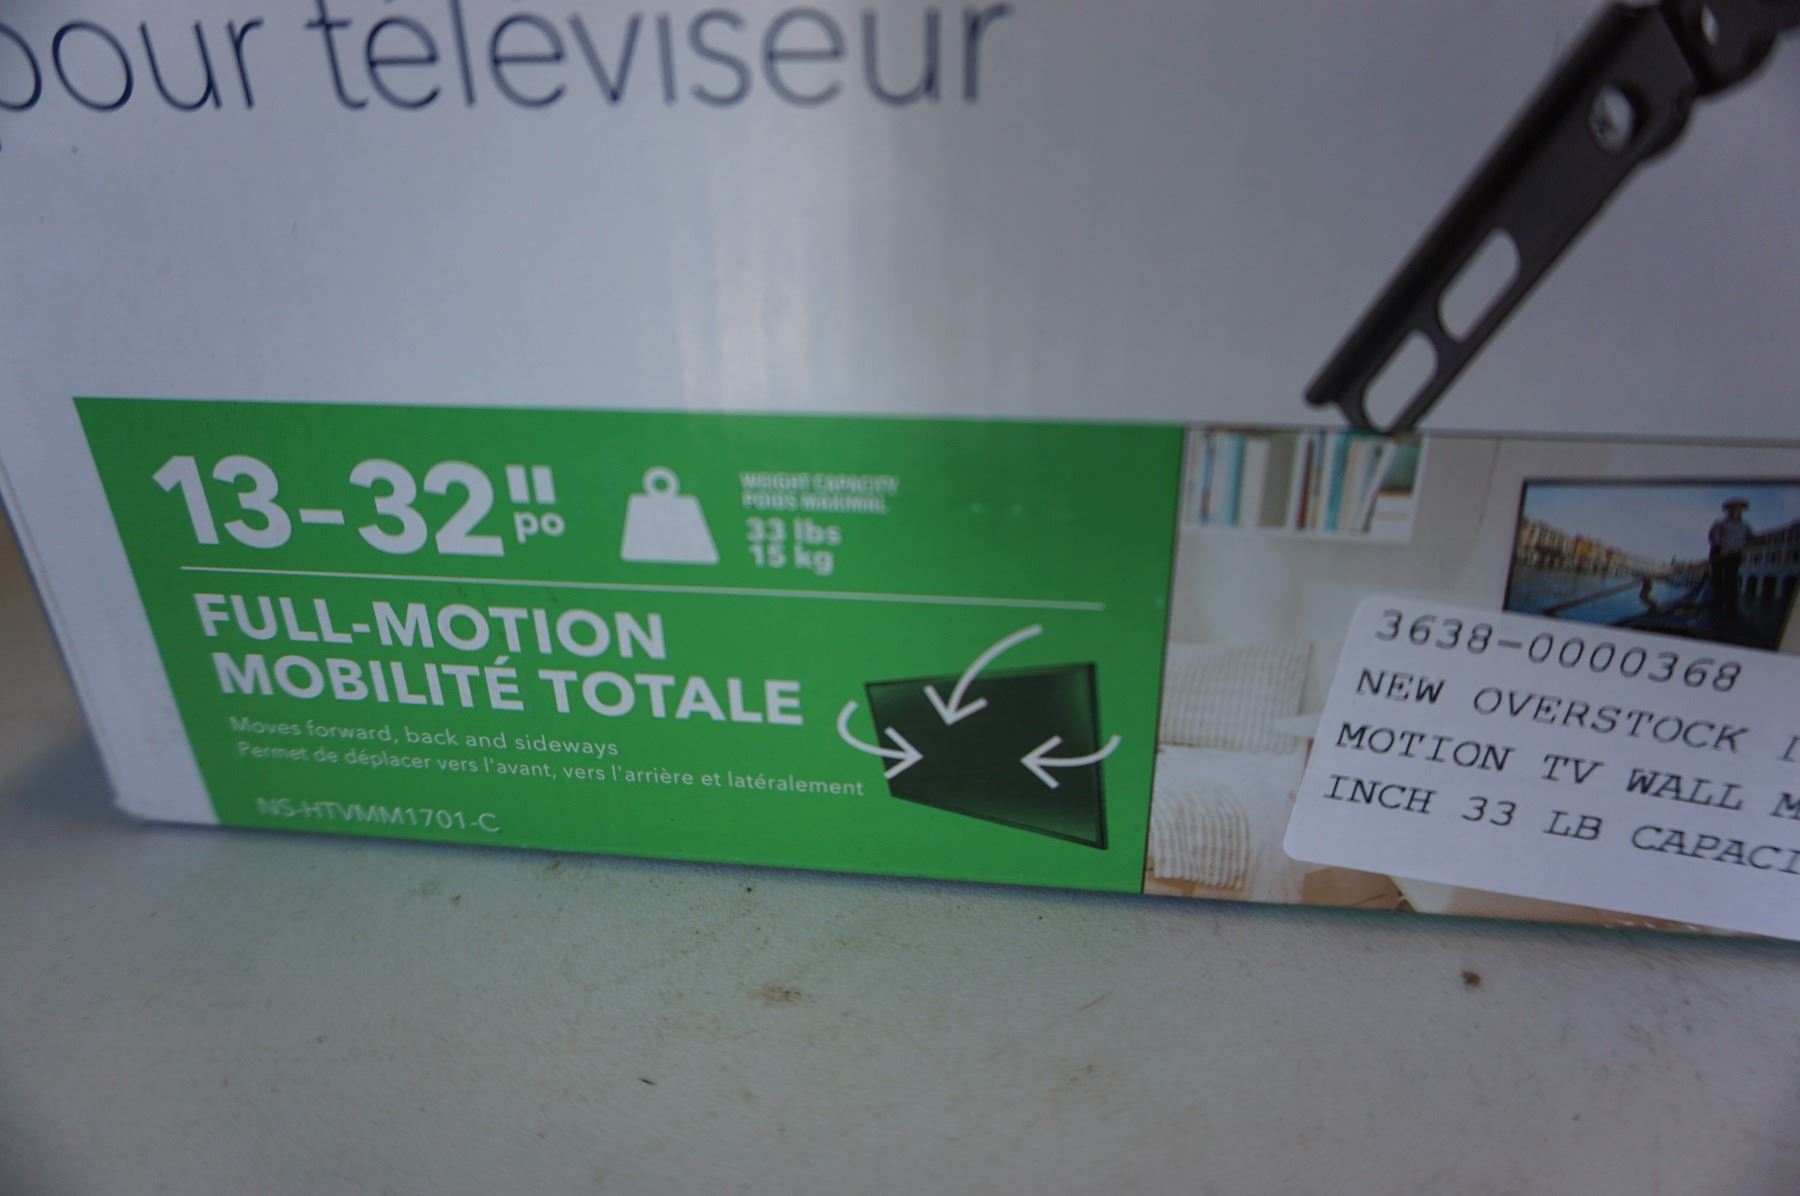 pour téléviseur
13-32" po
WEIGHT CAPACITY
POIDS MAXIMAL
33 lbs
15 kg
FULL-MOTION
MOBILITÉ TOTALE
Moves forward, back and sideways
Permet de déplacer vers l'avant, vers l'arrière et latéralement
NS-HTVMM1701-C
3638-0000368
NEW OVERSTOCK
MOTION TV WALL
INCH 33 LB CAPACI